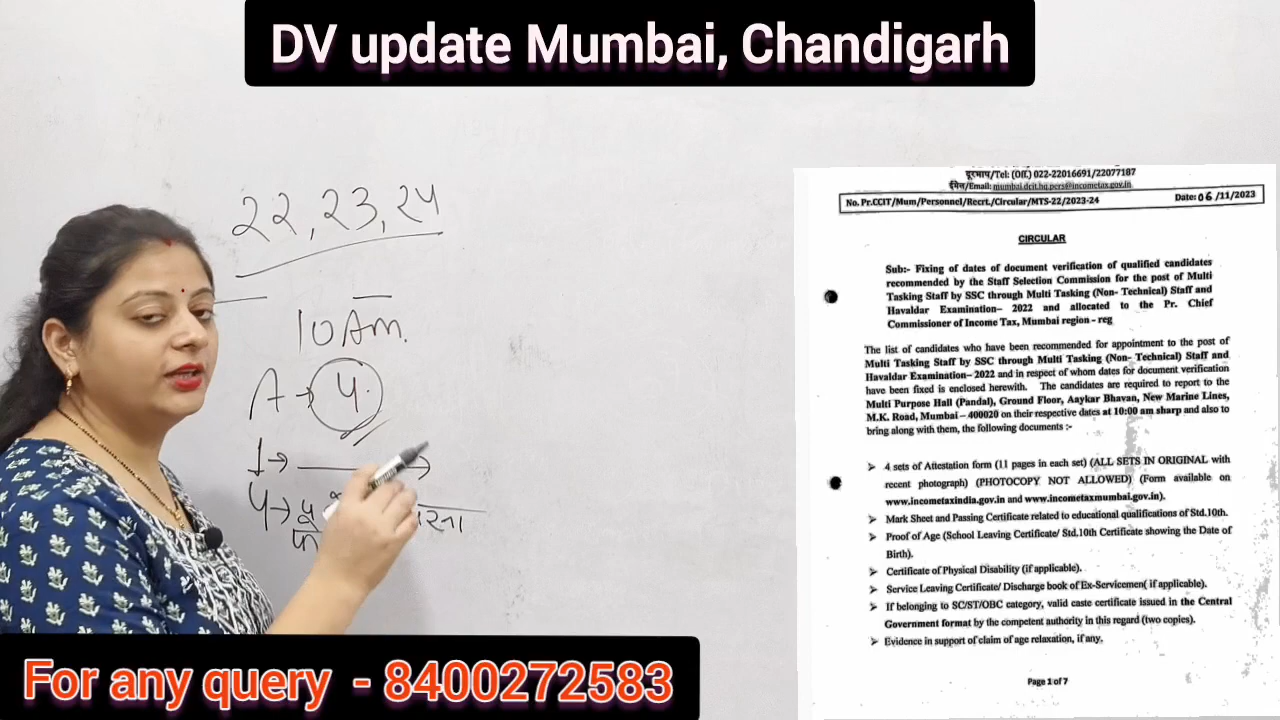 DV update Mumbai, Chandigarh
22, 23, 24
10 Am.
A → 4.
1 →
4 →
रना
दूरभाष/Tel: (Off.) 022-22016691/22077187
ईमेल/Email: mumbai.dcit.hq.pers@incometax.gov.in
No. Pr.CCIT/Mum/Personnel/Recrt./Circular/MTS-22/2023-24 Date: 06/11/2023
CIRCULAR
Sub:- Fixing of dates of document verification of qualified candidates
recommended by the Staff Selection Commission for the post of Multi
Tasking Staff by SSC through Multi Tasking (Non- Technical) Staff and
Havaldar Examination– 2022 and allocated to the Pr. Chief
Commissioner of Income Tax, Mumbai region – reg
The list of candidates who have been recommended for appointment to the post of
Multi Tasking Staff by SSC through Multi Tasking (Non- Technical) Staff and
Havaldar Examination– 2022 and in respect of whom dates for document verification
have been fixed is enclosed herewith. The candidates are required to report to the
Multi Purpose Hall (Pandal), Ground Floor, Aaykar Bhavan, New Marine Lines,
M.K. Road, Mumbai – 400020 on their respective dates at 10:00 am sharp and also to
bring along with them, the following documents :-
➢ 4 sets of Attestation form (11 pages in each set) (ALL SETS IN ORIGINAL with
recent photograph) (PHOTOCOPY NOT ALLOWED) (Form available on
www.incometaxindia.gov.in and www.incometaxmumbai.gov.in).
➢ Mark Sheet and Passing Certificate related to educational qualifications of Std.10th.
➢ Proof of Age (School Leaving Certificate/ Std.10th Certificate showing the Date of
Birth).
➢ Certificate of Physical Disability (if applicable).
➢ Service Leaving Certificate/ Discharge book of Ex-Servicemen( if applicable).
➢ If belonging to SC/ST/OBC category, valid caste certificate issued in the Central
Government format by the competent authority in this regard (two copies).
➢ Evidence in support of claim of age relaxation, if any.
Page 1 of 7
For any query - 8400272583